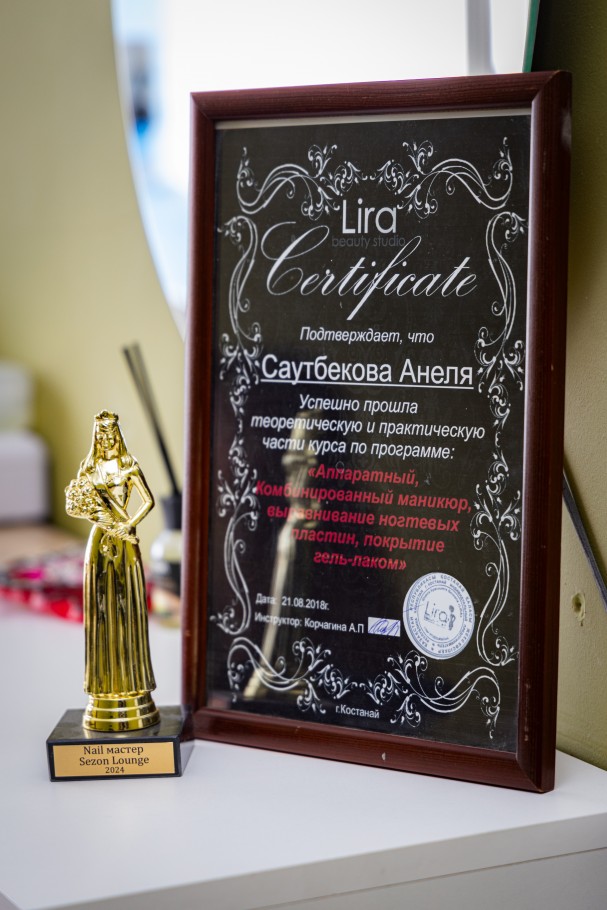 Lira
beauty studio
Certificate
Подтверждает, что
Саутбекова Анеля
Успешно прошла
теоретическую и практическую
части курса по программе:
«Аппаратный,
Комбинированный маникюр,
выравнивание ногтевых
пластин, покрытие
гель-лаком»
Дата: 21.08.2018г.
Инструктор: Корчагина А.П
Lira
г.Костанай
Nail мастер
Sezon Lounge
2024